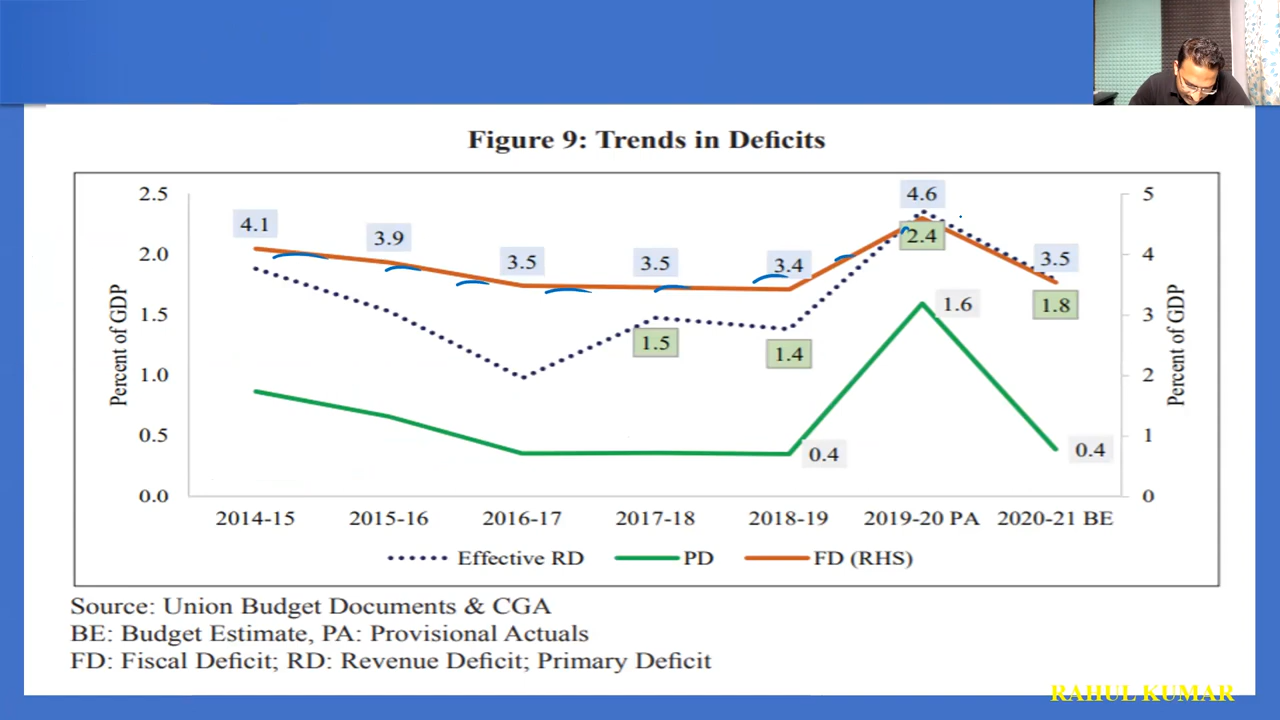 Figure 9: Trends in Deficits
2.5
2.0
1.5
1.0
0.5
0.0
Percent of GDP
4.1
3.9
3.5
3.5
3.4
4.6
3.5
2.4
1.8
1.5
1.4
1.6
0.4
0.4
5
4
3
2
1
0
Percent of GDP
2014-15 2015-16 2016-17 2017-18 2018-19 2019-20 PA 2020-21 BE
Effective RD PD FD (RHS)
Source: Union Budget Documents & CGA
BE: Budget Estimate, PA: Provisional Actuals
FD: Fiscal Deficit; RD: Revenue Deficit; Primary Deficit
RAHUL KUMAR